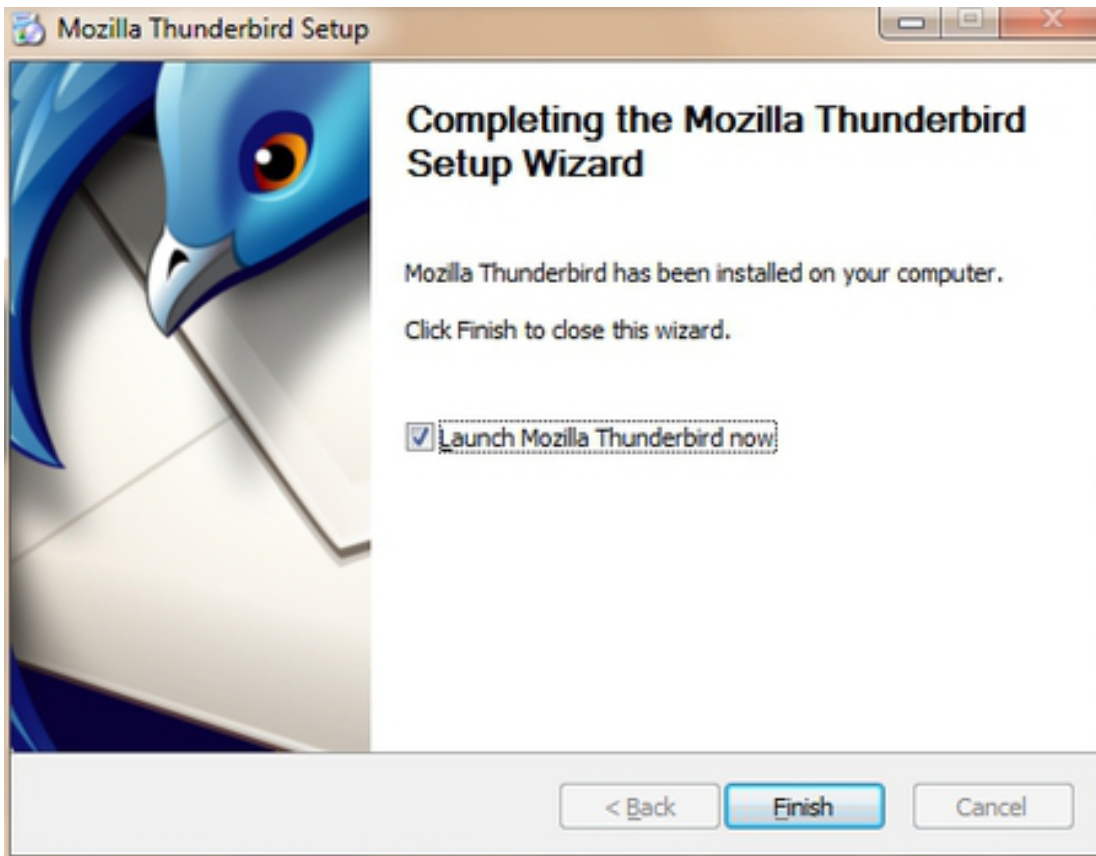 Mozilla Thunderbird Setup
Completing the Mozilla Thunderbird
Setup Wizard
Mozilla Thunderbird has been installed on your computer.
Click Finish to close this wizard.
Launch Mozilla Thunderbird now
< Back Finish Cancel